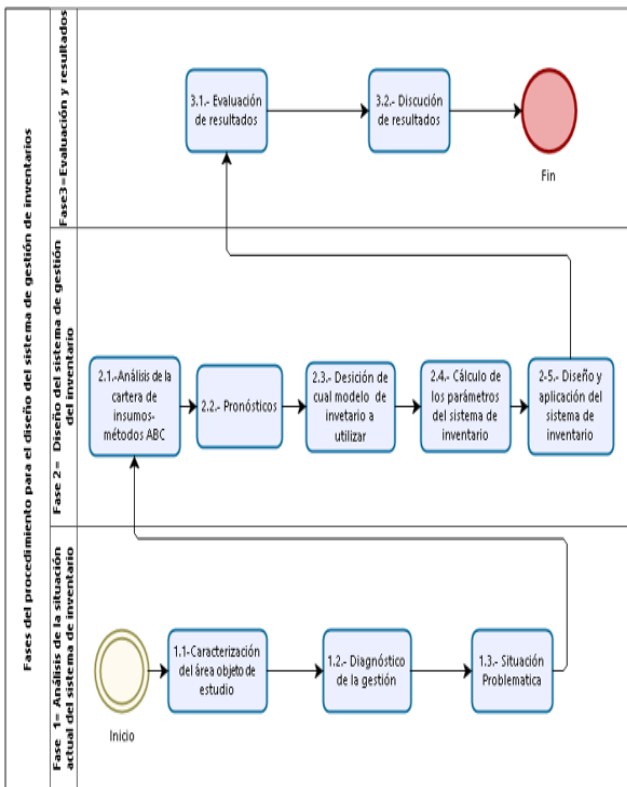 Fases del procedimiento para el diseño del sistema de gestión de inventarios
Fase3=Evaluación y resultados
3.1.- Evaluación
de resultados
3.2.- Discución
de resultados
Fin
Fase 2= Diseño del sistema de gestión
del inventario
2.1.-Análisis de la
cartera de
insumos-
métodos ABC
2.2.- Pronósticos
2.3.- Desición de
cual modelo de
invetario a
utilizar
2.4.- Cálculo de
los parámetros
del sistema de
inventario
2-5.- Diseño y
aplicación del
sistema de
inventario
Fase 1= Análisis de la situación
actual del sistema de inventario
Inicio
1.1-Caracterización
del área objeto de
estudio
1.2.- Diagnóstico
de la gestión
1.3.- Situación
Problematica